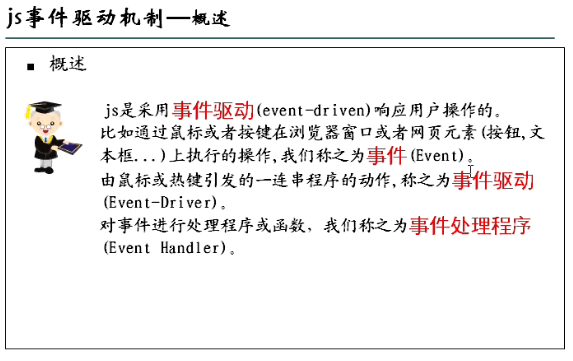 js事件驱动机制—概述
■ 概述
js是采用事件驱动(event-driven)响应用户操作的。
比如通过鼠标或者按键在浏览器窗口或者网页元素(按钮,文
本框...)上执行的操作,我们称之为事件(Event)。
由鼠标或热键引发的一连串程序的动作,称之为事件驱动
(Event-Driver)。
对事件进行处理程序或函数，我们称之为事件处理程序
(Event Handler)。